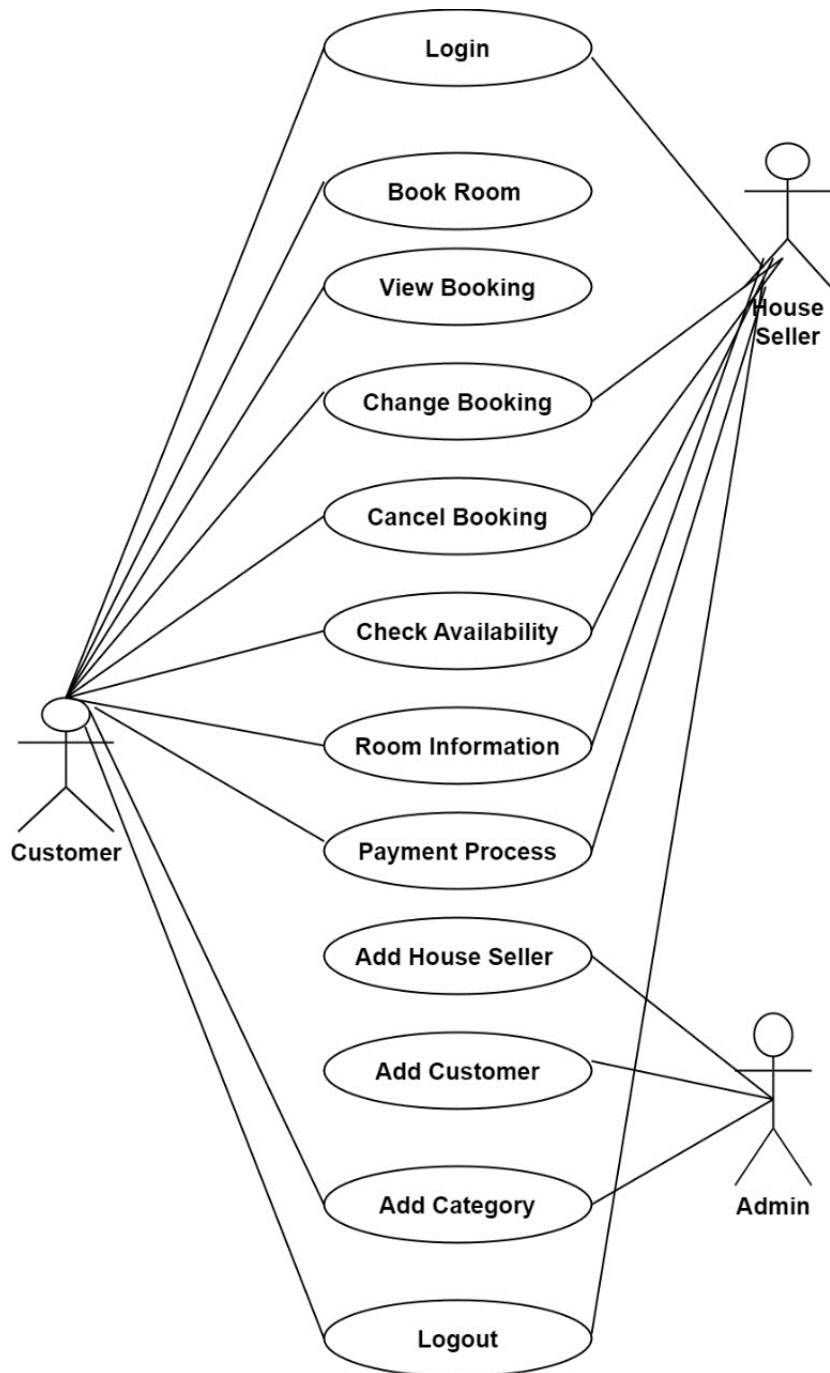 Login
Book Room
View Booking
House
Seller
Change Booking
Cancel Booking
Check Availability
Room Information
Customer
Payment Process
Add House Seller
Add Customer
Add Category
Admin
Logout